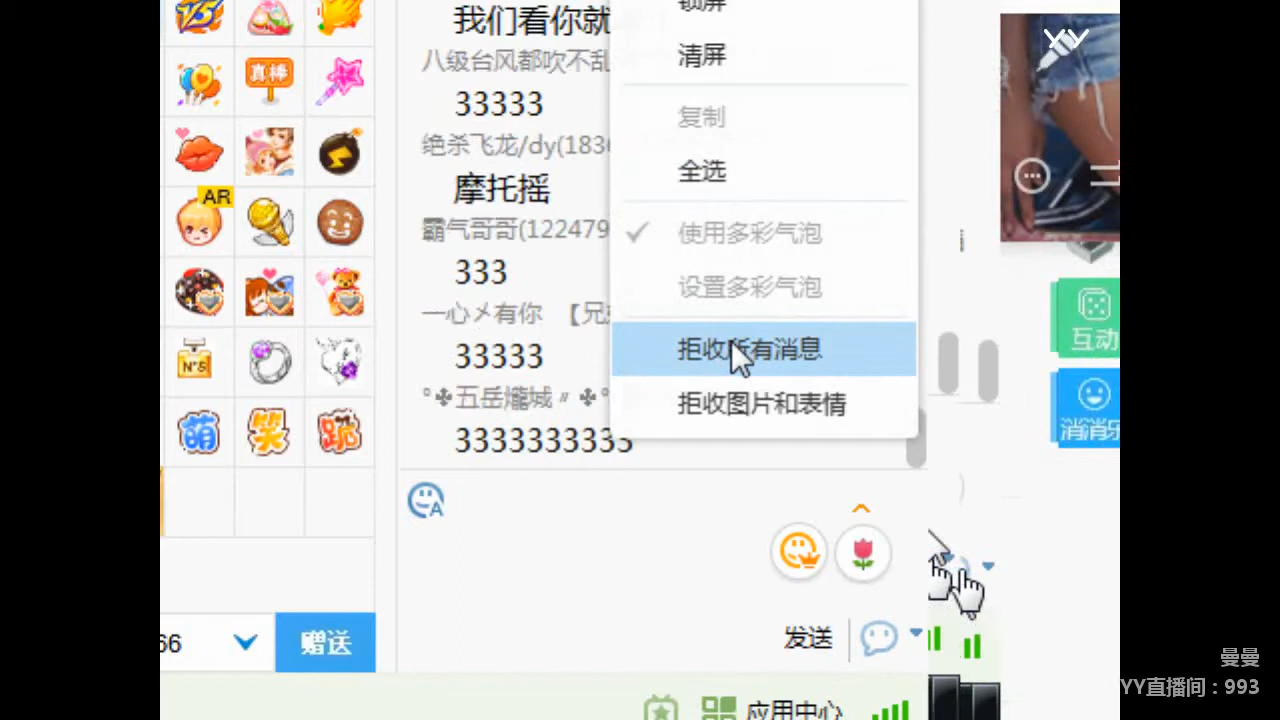 我们看你就
八级台风都吹不乱
33333
绝杀飞龙/dy(1836
摩托摇
霸气哥哥(122479
333
一心メ有你 【兄
33333
五岳爖城〃
3333333333
锁屏
清屏
复制
全选
使用多彩气泡
设置多彩气泡
拒收所有消息
拒收图片和表情
真棒
AR
N°5
萌
笑
跪
66
赠送
发送
应用中心
互动
消消乐
曼曼
YY直播间：993